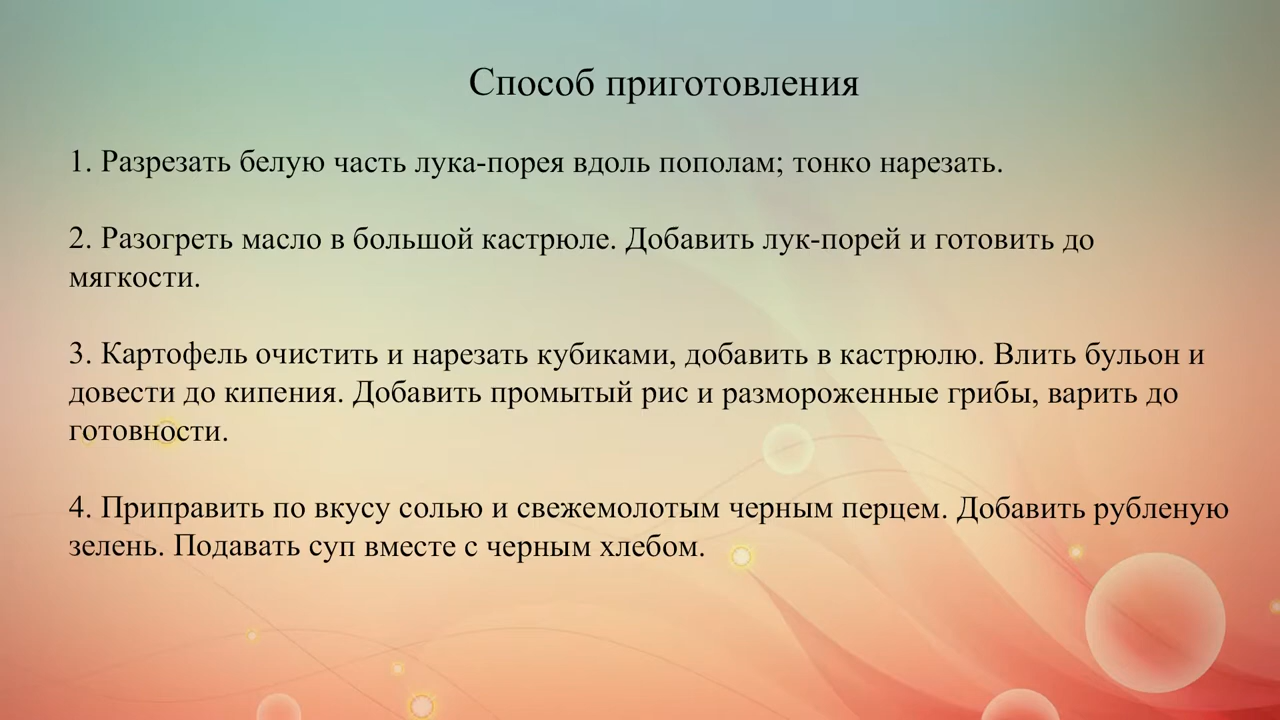 Способ приготовления
1. Разрезать белую часть лука-порея вдоль пополам; тонко нарезать.
2. Разогреть масло в большой кастрюле. Добавить лук-порей и готовить до
мягкости.
3. Картофель очистить и нарезать кубиками, добавить в кастрюлю. Влить бульон и
довести до кипения. Добавить промытый рис и размороженные грибы, варить до
готовности.
4. Приправить по вкусу солью и свежемолотым черным перцем. Добавить рубленую
зелень. Подавать суп вместе с черным хлебом.